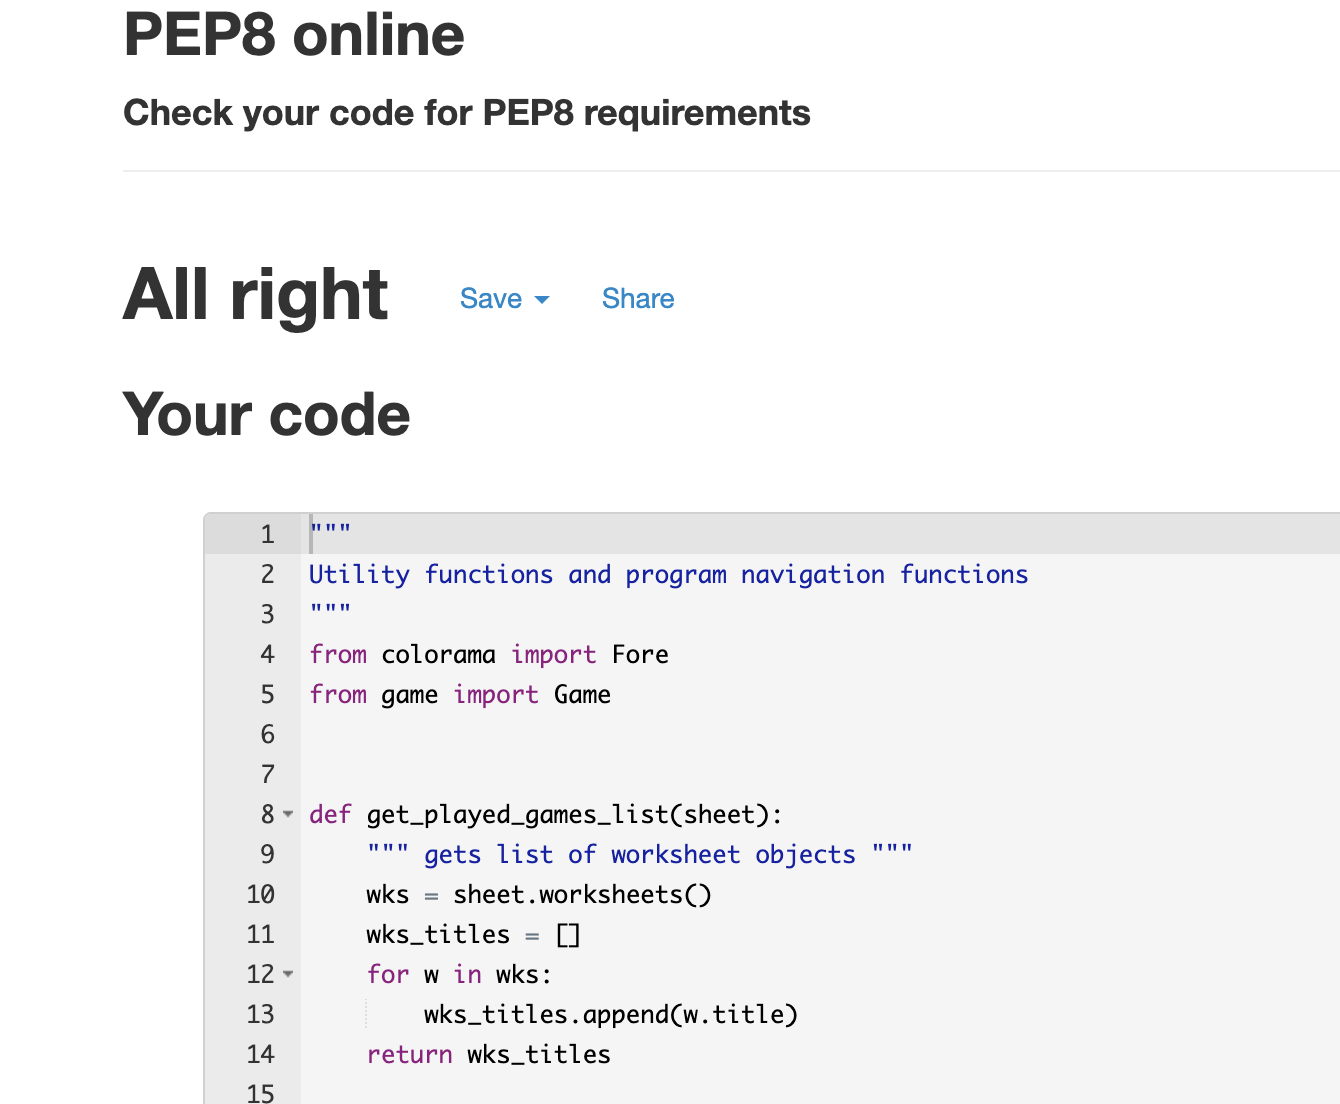 PEP8 online
Check your code for PEP8 requirements
All right Save Share
Your code
1 """
2 Utility functions and program navigation functions
3 """
4 from colorama import Fore
5 from game import Game
6
7
8 def get_played_games_list(sheet):
9     """ gets list of worksheet objects """
10     wks = sheet.worksheets()
11     wks_titles = []
12     for w in wks:
13         wks_titles.append(w.title)
14     return wks_titles
15